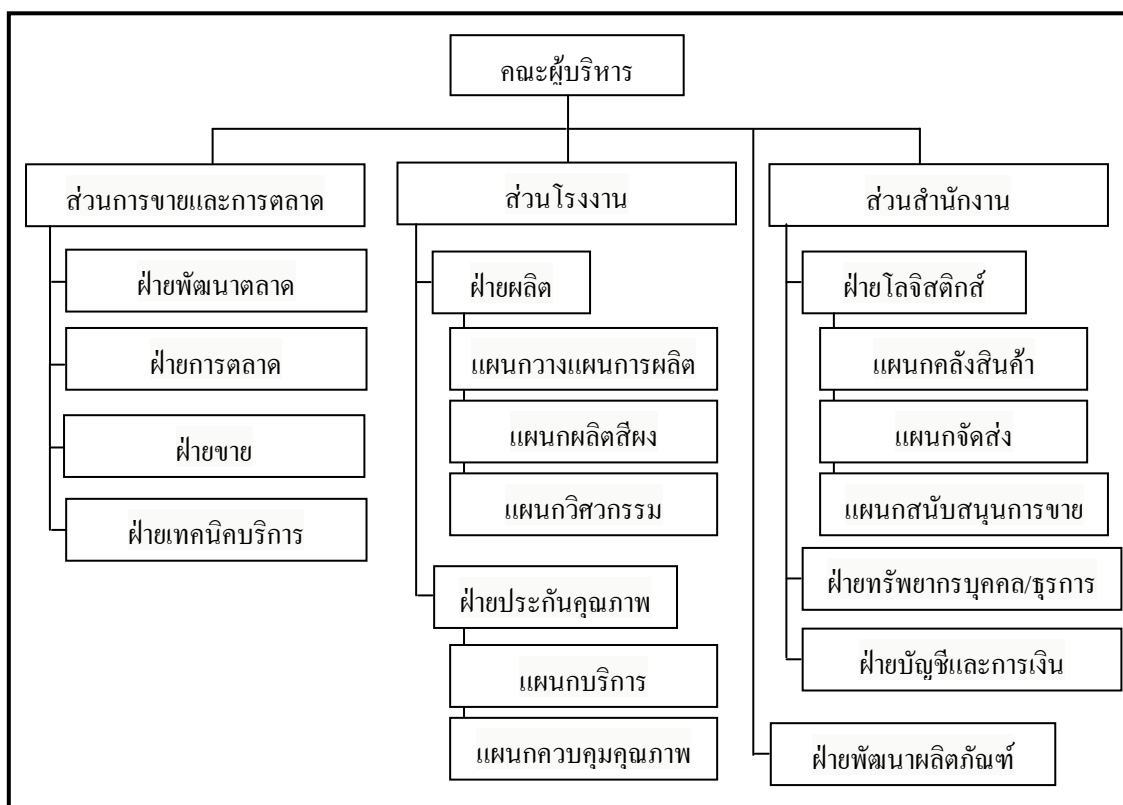 คณะผู้บริหาร
ส่วนการขายและการตลาด
ฝ่ายพัฒนาตลาด
ฝ่ายการตลาด
ฝ่ายขาย
ฝ่ายเทคนิคบริการ
ส่วนโรงงาน
ฝ่ายผลิต
แผนกวางแผนการผลิต
แผนกผลิตสีผง
แผนกวิศวกรรม
ฝ่ายประกันคุณภาพ
แผนกบริการ
แผนกควบคุมคุณภาพ
ส่วนสำนักงาน
ฝ่ายโลจิสติกส์
แผนกคลังสินค้า
แผนกจัดส่ง
แผนกสนับสนุนการขาย
ฝ่ายทรัพยากรบุคคล/ธุรการ
ฝ่ายบัญชีและการเงิน
ฝ่ายพัฒนาผลิตภัณฑ์